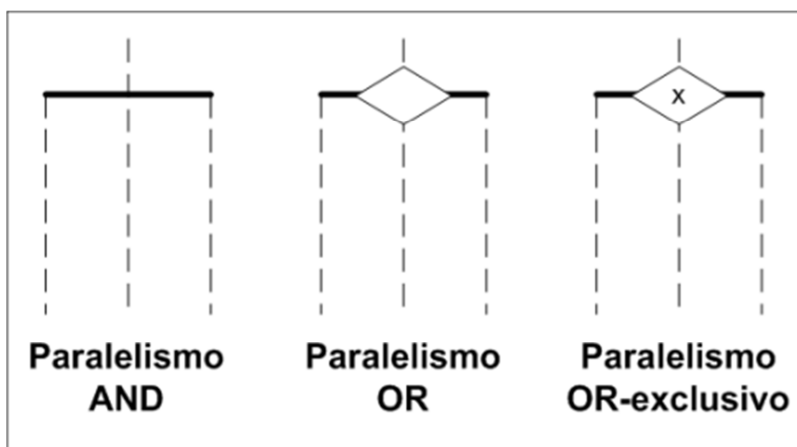 x
Paralelismo
AND
Paralelismo
OR
Paralelismo
OR-exclusivo